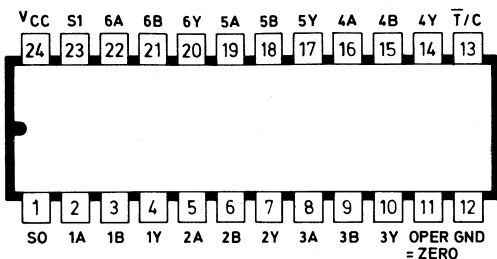 VCC S1 6A 6B 6Y 5A 5B 5Y 4A 4B 4Y T̅/C
24 23 22 21 20 19 18 17 16 15 14 13
1 2 3 4 5 6 7 8 9 10 11 12
SO 1A 1B 1Y 2A 2B 2Y 3A 3B 3Y OPER GND
= ZERO